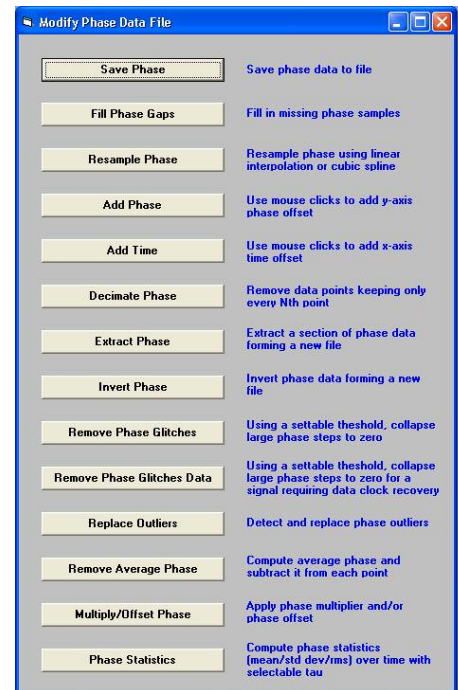 Modify Phase Data File
Save Phase
Save phase data to file
Fill Phase Gaps
Fill in missing phase samples
Resample Phase
Resample phase using linear
interpolation or cubic spline
Add Phase
Use mouse clicks to add y-axis
phase offset
Add Time
Use mouse clicks to add x-axis
time offset
Decimate Phase
Remove data points keeping only
every Nth point
Extract Phase
Extract a section of phase data
forming a new file
Invert Phase
Invert phase data forming a new
file
Remove Phase Glitches
Using a settable theshold, collapse
large phase steps to zero
Remove Phase Glitches Data
Using a settable theshold, collapse
large phase steps to zero for a
signal requiring data clock recovery
Replace Outliers
Detect and replace phase outliers
Remove Average Phase
Compute average phase and
subtract it from each point
Multiply/Offset Phase
Apply phase multiplier and/or
phase offset
Phase Statistics
Compute phase statistics
(mean/std dev/rms) over time with
selectable tau